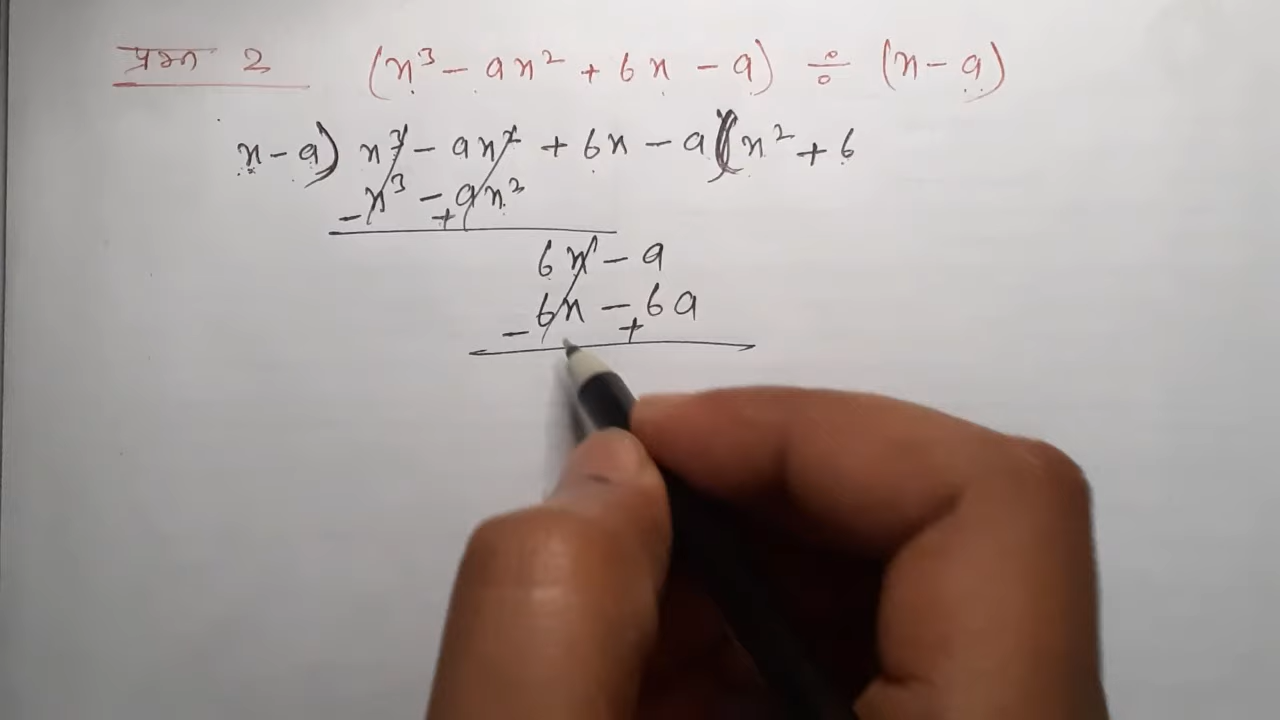 प्रश्न 2 (x³ - ax² + 6x - a) ÷ (x - a)
x - a) x³ - ax² + 6x - a (x² + 6
x³ - ax²
- +
6x - a
6x - 6a
- +